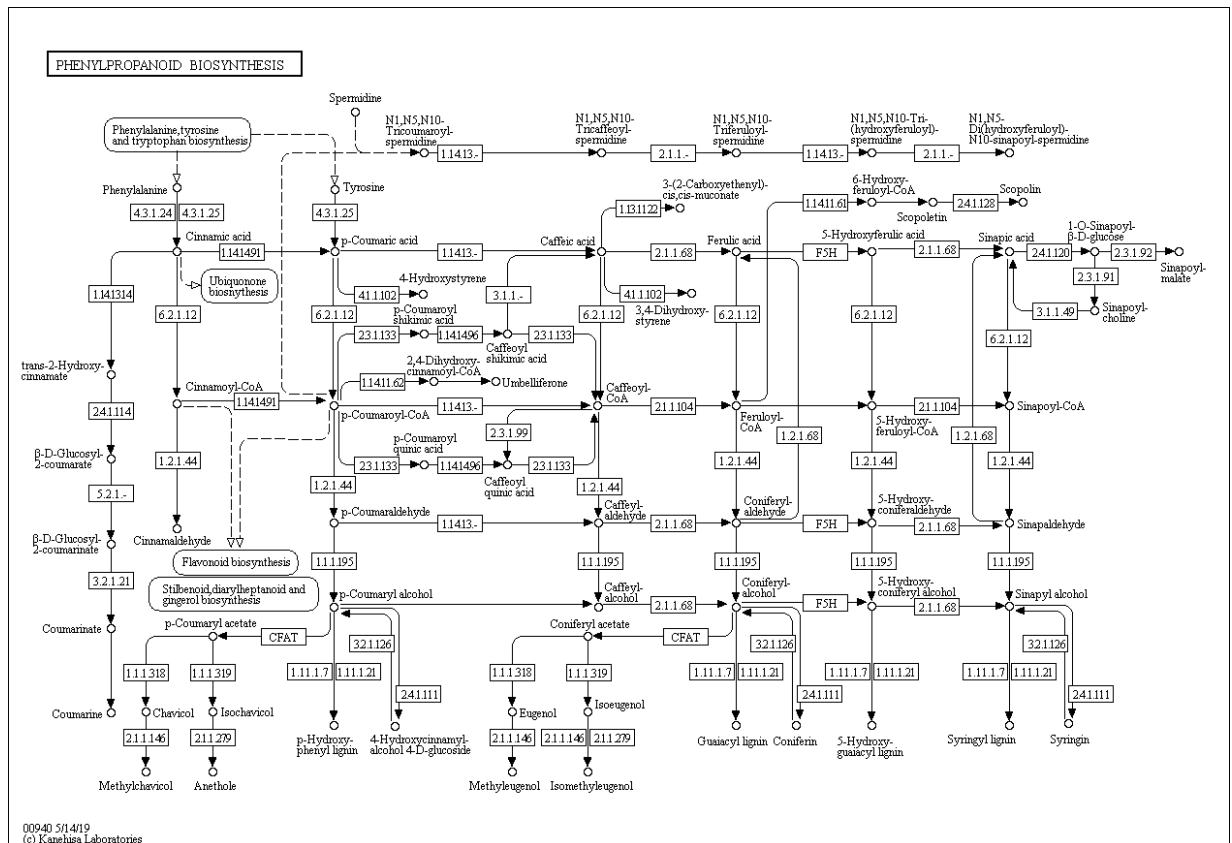 PHENYLPROPANOID BIOSYNTHESIS
Spermidine
Phenylalanine,tyrosine
and tryptophan biosynthesis
N1,N5,N10-
Tricoumaroyl-
spermidine
N1,N5,N10-
Tricaffeoyl-
spermidine
N1,N5,N10-
Triferuloyl-
spermidine
N1,N5,N10-Tri-
(hydroxyferuloyl)-
spermidine
N1,N5-
Di(hydroxyferuloyl)-
N10-sinapoyl-spermidine
1.14.13.-
2.1.1.-
1.14.13.-
2.1.1.-
Phenylalanine
Tyrosine
3-(2-Carboxyethenyl)-
cis,cis-muconate
6-Hydroxy-
feruloyl-CoA
1.13.11.22
1.14.11.61
Scopoletin
2.4.1.128
Scopolin
4.3.1.24
4.3.1.25
4.3.1.25
Cinnamic acid
1.14.14.91
p-Coumaric acid
1.14.13.-
Caffeic acid
2.1.1.68
Ferulic acid
F5H
5-Hydroxyferulic acid
2.1.1.68
Sinapic acid
2.4.1.120
1-O-Sinapoyl-
β-D-glucose
2.3.1.92
Sinapoyl-
malate
2.3.1.91
Ubiquonone
biosnythesis
1.14.13.14
4-Hydroxystyrene
4.1.1.102
3.1.1.-
4.1.1.102
3,4-Dihydroxy-
styrene
3.1.1.49
Sinapoyl-
choline
6.2.1.12
6.2.1.12
p-Coumaroyl
shikimic acid
2.3.1.133
1.14.14.96
Caffeoyl
shikimic acid
2.3.1.133
6.2.1.12
6.2.1.12
6.2.1.12
trans-2-Hydroxy-
cinnamate
2,4-Dihydroxy-
cinnamoyl-CoA
1.14.11.62
Umbelliferone
Cinnamoyl-CoA
1.14.14.91
p-Coumaroyl-CoA
1.14.13.-
Caffeoyl-
CoA
2.1.1.104
Feruloyl-
CoA
5-Hydroxy-
feruloyl-CoA
2.1.1.104
Sinapoyl-CoA
2.4.1.114
2.3.1.99
1.2.1.68
1.2.1.68
β-D-Glucosyl-
2-coumarate
1.2.1.44
p-Coumaroyl
quinic acid
2.3.1.133
1.14.14.96
Caffeoyl
quinic acid
2.3.1.133
1.2.1.44
1.2.1.44
1.2.1.44
1.2.1.44
1.2.1.44
5.2.1.-
Cinnamaldehyde
p-Coumaraldehyde
1.14.13.-
Caffeyl-
aldehyde
2.1.1.68
Coniferyl-
aldehyde
F5H
5-Hydroxy-
coniferaldehyde
2.1.1.68
Sinapaldehyde
β-D-Glucosyl-
2-coumarinate
Flavonoid biosynthesis
1.1.1.195
1.1.1.195
1.1.1.195
1.1.1.195
1.1.1.195
3.2.1.21
Stilbenoid,diarylheptanoid and
gingerol biosynthesis
p-Coumaryl alcohol
Caffeyl-
alcohol
2.1.1.68
Coniferyl-
alcohol
F5H
5-Hydroxy-
coniferyl alcohol
2.1.1.68
Sinapyl alcohol
Coumarinate
p-Coumaryl acetate
CFAT
3.2.1.126
Coniferyl acetate
CFAT
3.2.1.126
3.2.1.126
1.1.1.318
1.1.1.319
1.11.1.7
1.11.1.21
2.4.1.111
1.1.1.318
1.1.1.319
1.11.1.7
1.11.1.21
2.4.1.111
1.11.1.7
1.11.1.21
1.11.1.7
1.11.1.21
2.4.1.111
Coumarine
Chavicol
Isochavicol
p-Hydroxy-
phenyl lignin
4-Hydroxycinnamyl-
alcohol 4-D-glucoside
Eugenol
Isoeugenol
Guaiacyl lignin
Coniferin
5-Hydroxy-
guaiacyl lignin
Syringyl lignin
Syringin
2.1.1.146
2.1.1.279
2.1.1.146
2.1.1.146
2.1.1.279
Methylchavicol
Anethole
Methyleugenol
Isomethyleugenol
00940 5/14/19
(c) Kanehisa Laboratories